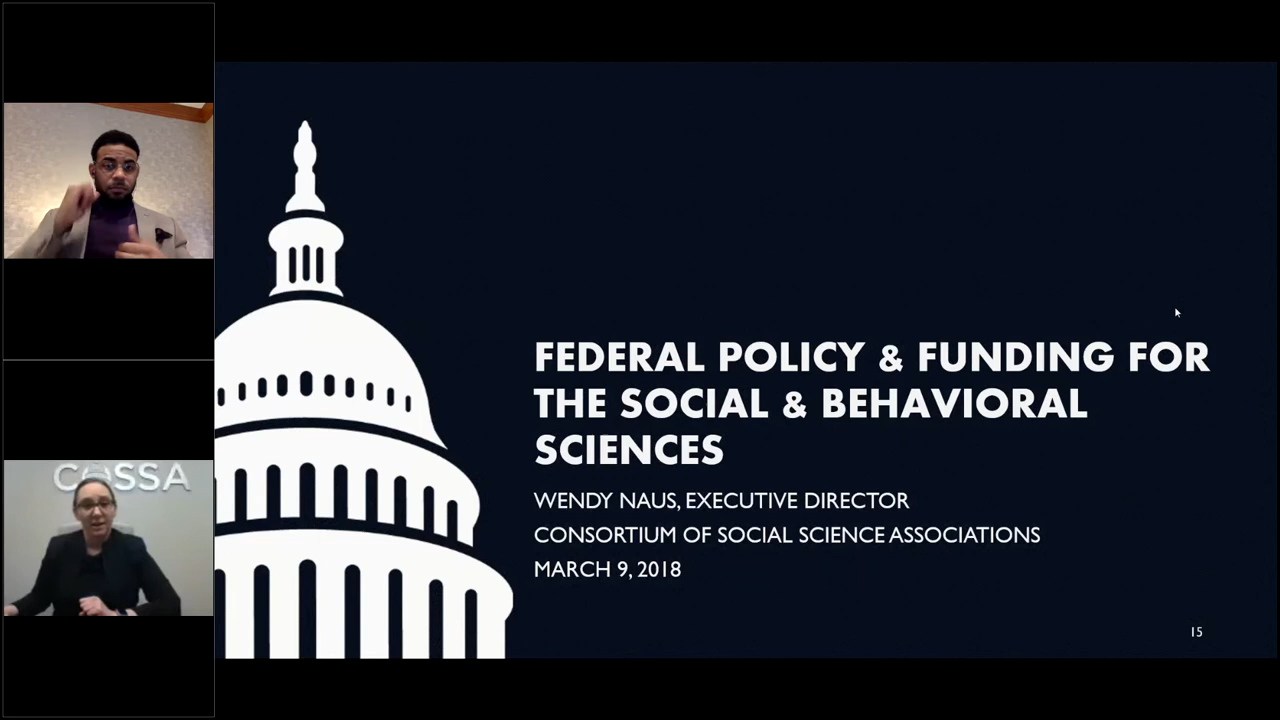 COSSA
FEDERAL POLICY & FUNDING FOR
THE SOCIAL & BEHAVIORAL
SCIENCES
WENDY NAUS, EXECUTIVE DIRECTOR
CONSORTIUM OF SOCIAL SCIENCE ASSOCIATIONS
MARCH 9, 2018
15